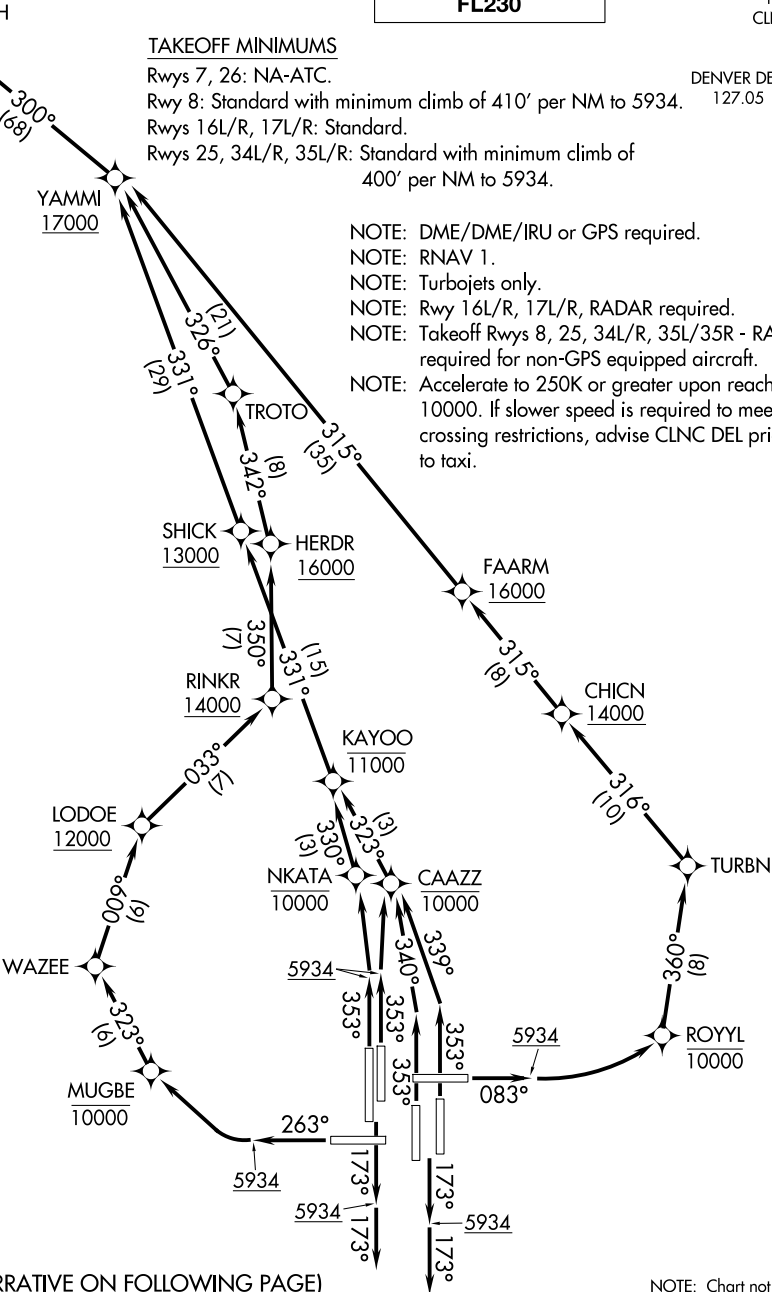 H
FL230
CLI
TAKEOFF MINIMUMS
Rwys 7, 26: NA-ATC.
DENVER DE
Rwy 8: Standard with minimum climb of 410' per NM to 5934.
127.05
Rwys 16L/R, 17L/R: Standard.
Rwys 25, 34L/R, 35L/R: Standard with minimum climb of
400' per NM to 5934.
300°
(68)
YAMMI
17000
NOTE: DME/DME/IRU or GPS required.
NOTE: RNAV 1.
NOTE: Turbojets only.
NOTE: Rwy 16L/R, 17L/R, RADAR required.
NOTE: Takeoff Rwys 8, 25, 34L/R, 35L/35R - RA
required for non-GPS equipped aircraft.
NOTE: Accelerate to 250K or greater upon reach
10000. If slower speed is required to mee
crossing restrictions, advise CLNC DEL pri
to taxi.
(21)
326°
331°
(29)
315°
(35)
TROTO
(8)
342°
SHICK
13000
HERDR
16000
FAARM
16000
350°
(7)
(15)
331°
315°
(8)
RINKR
14000
CHICN
14000
KAYOO
11000
033°
(7)
316°
(10)
LODOE
12000
(3)
323°
330°
(3)
TURBN
NKATA
10000
CAAZZ
10000
009°
(9)
339°
340°
360°
(8)
WAZEE
5934
353°
353°
323°
(6)
353°
353°
5934
ROYYL
10000
MUGBE
10000
083°
263°
5934
173°
173°
5934
5934
173°
173°
RRATIVE ON FOLLOWING PAGE)
NOTE: Chart not